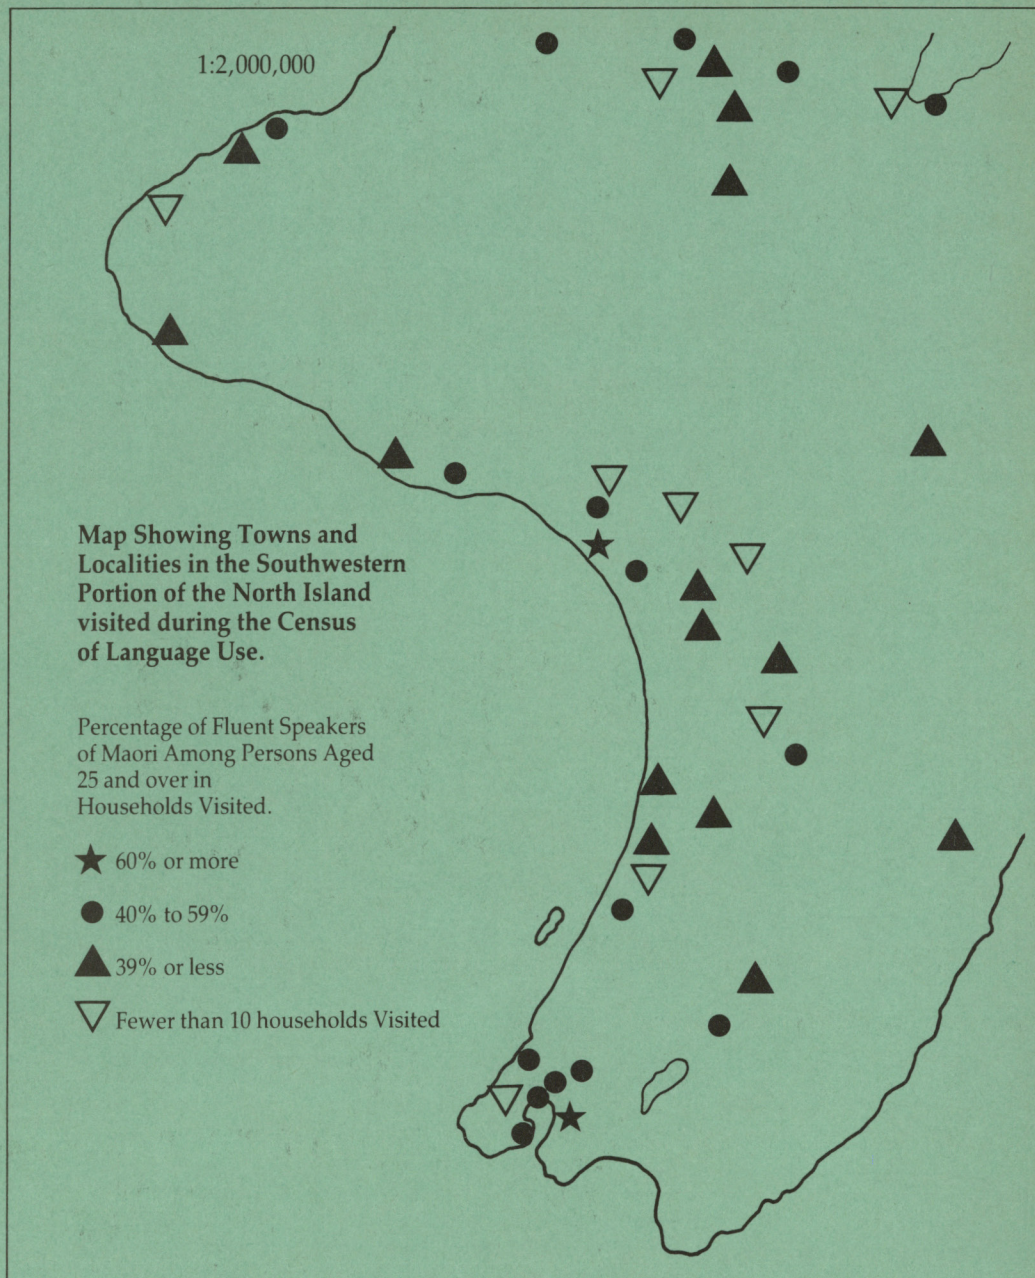 1:2,000,000
Map Showing Towns and
Localities in the Southwestern
Portion of the North Island
visited during the Census
of Language Use.
Percentage of Fluent Speakers
of Maori Among Persons Aged
25 and over in
Households Visited.
60% or more
40% to 59%
39% or less
Fewer than 10 households Visited